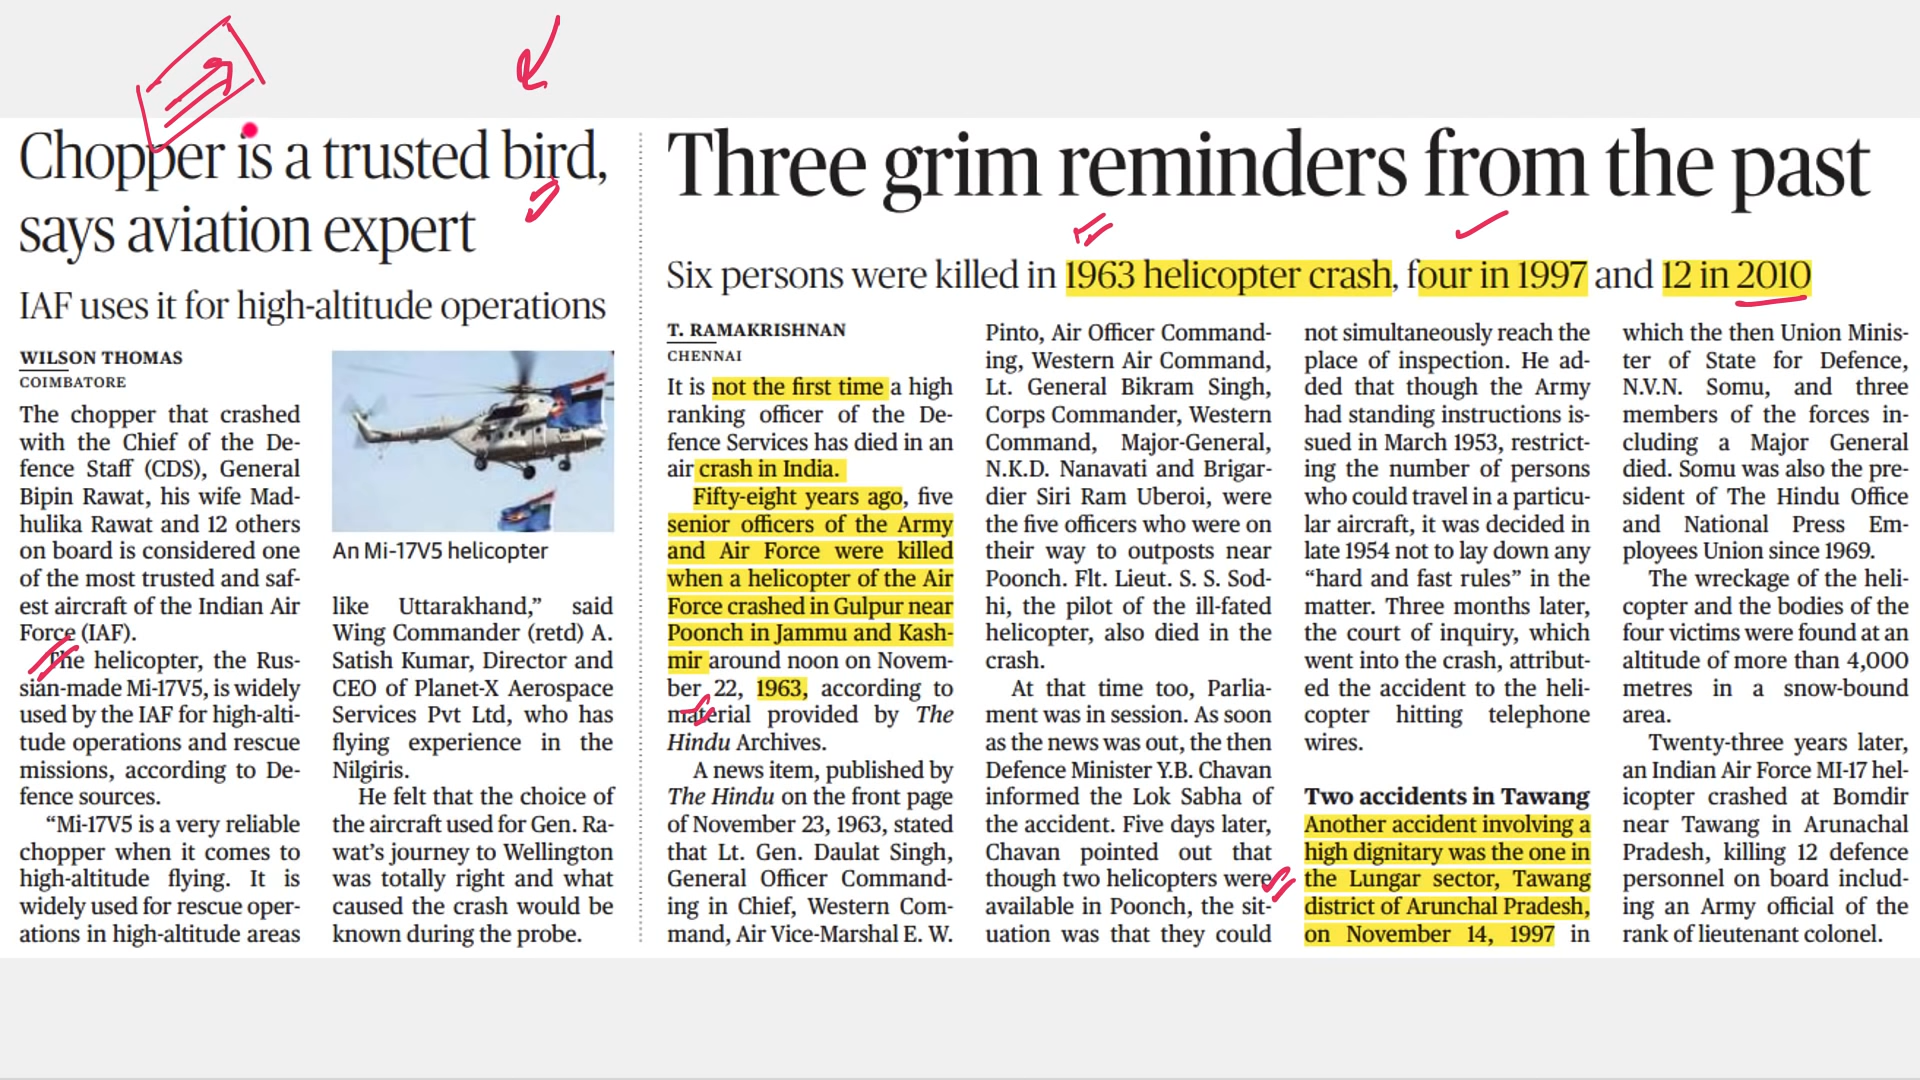 Chopper is a trusted bird,
says aviation expert
IAF uses it for high-altitude operations
WILSON THOMAS
COIMBATORE
The chopper that crashed
with the Chief of the De-
fence Staff (CDS), General
Bipin Rawat, his wife Mad-
hulika Rawat and 12 others
on board is considered one
of the most trusted and saf-
est aircraft of the Indian Air
Force (IAF).
The helicopter, the Rus-
sian-made Mi-17V5, is widely
used by the IAF for high-alti-
tude operations and rescue
missions, according to De-
fence sources.
“Mi-17V5 is a very reliable
chopper when it comes to
high-altitude flying. It is
widely used for rescue oper-
ations in high-altitude areas
An Mi-17V5 helicopter
like Uttarakhand,” said
Wing Commander (retd) A.
Satish Kumar, Director and
CEO of Planet-X Aerospace
Services Pvt Ltd, who has
flying experience in the
Nilgiris.
He felt that the choice of
the aircraft used for Gen. Ra-
wat’s journey to Wellington
was totally right and what
caused the crash would be
known during the probe.
Three grim reminders from the past
Six persons were killed in 1963 helicopter crash, four in 1997 and 12 in 2010
T. RAMAKRISHNAN
CHENNAI
It is not the first time a high
ranking officer of the De-
fence Services has died in an
air crash in India.
Fifty-eight years ago, five
senior officers of the Army
and Air Force were killed
when a helicopter of the Air
Force crashed in Gulpur near
Poonch in Jammu and Kash-
mir around noon on Novem-
ber 22, 1963, according to
material provided by The
Hindu Archives.
A news item, published by
The Hindu on the front page
of November 23, 1963, stated
that Lt. Gen. Daulat Singh,
General Officer Command-
ing in Chief, Western Com-
mand, Air Vice-Marshal E. W.
Pinto, Air Officer Command-
ing, Western Air Command,
Lt. General Bikram Singh,
Corps Commander, Western
Command, Major-General,
N.K.D. Nanavati and Brigar-
dier Siri Ram Uberoi, were
the five officers who were on
their way to outposts near
Poonch. Flt. Lieut. S. S. Sod-
hi, the pilot of the ill-fated
helicopter, also died in the
crash.
At that time too, Parlia-
ment was in session. As soon
as the news was out, the then
Defence Minister Y.B. Chavan
informed the Lok Sabha of
the accident. Five days later,
Chavan pointed out that
though two helicopters were
available in Poonch, the sit-
uation was that they could
not simultaneously reach the
place of inspection. He ad-
ded that though the Army
had standing instructions is-
sued in March 1953, restrict-
ing the number of persons
who could travel in a particu-
lar aircraft, it was decided in
late 1954 not to lay down any
“hard and fast rules” in the
matter. Three months later,
the court of inquiry, which
went into the crash, attribut-
ed the accident to the heli-
copter hitting telephone
wires.
Two accidents in Tawang
Another accident involving a
high dignitary was the one in
the Lungar sector, Tawang
district of Arunchal Pradesh,
on November 14, 1997 in
which the then Union Minis-
ter of State for Defence,
N.V.N. Somu, and three
members of the forces in-
cluding a Major General
died. Somu was also the pre-
sident of The Hindu Office
and National Press Em-
ployees Union since 1969.
The wreckage of the heli-
copter and the bodies of the
four victims were found at an
altitude of more than 4,000
metres in a snow-bound
area.
Twenty-three years later,
an Indian Air Force MI-17 hel-
icopter crashed at Bomdir
near Tawang in Arunachal
Pradesh, killing 12 defence
personnel on board includ-
ing an Army official of the
rank of lieutenant colonel.